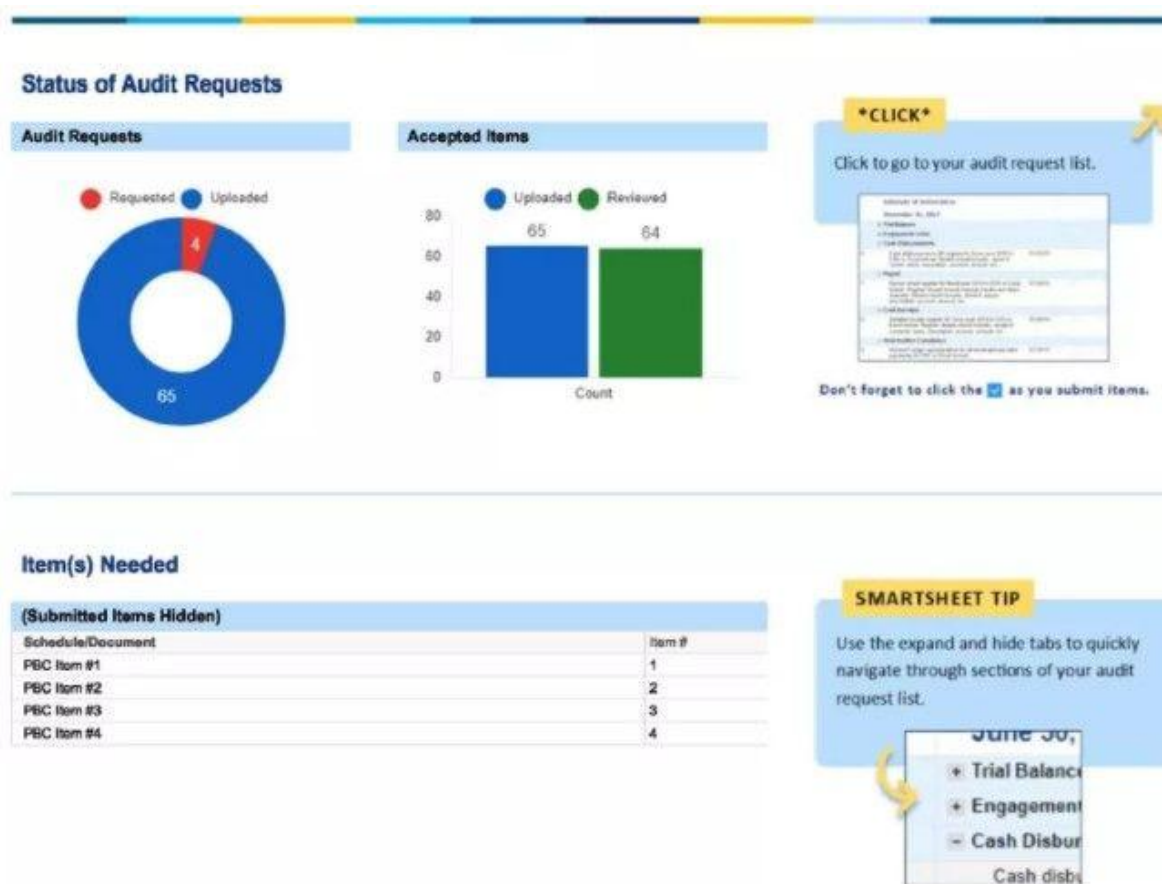 Status of Audit Requests
Audit Requests
Requested Uploaded
4
65
Accepted Items
Uploaded Reviewed
80
60
40
20
0
65 64
Count
*CLICK*
Click to go to your audit request list.
Don't forget to click the as you submit items.
Item(s) Needed
(Submitted Items Hidden)
Schedule/Document Item #
PBC Item #1 1
PBC Item #2 2
PBC Item #3 3
PBC Item #4 4
SMARTSHEET TIP
Use the expand and hide tabs to quickly
navigate through sections of your audit
request list.
June 30,
+ Trial Balance
+ Engagement
- Cash Disbur
Cash disbu